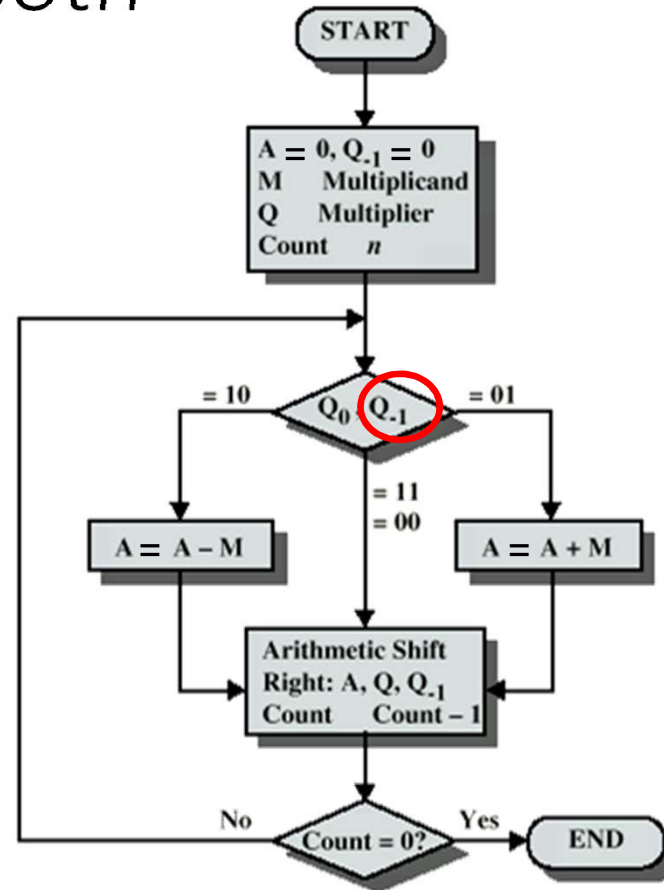 START
A = 0, Q-1 = 0
M Multiplicand
Q Multiplier
Count n
= 10
Q0, Q-1
= 01
= 11
= 00
A = A – M
A = A + M
Arithmetic Shift
Right: A, Q, Q-1
Count Count – 1
No
Count = 0?
Yes
END